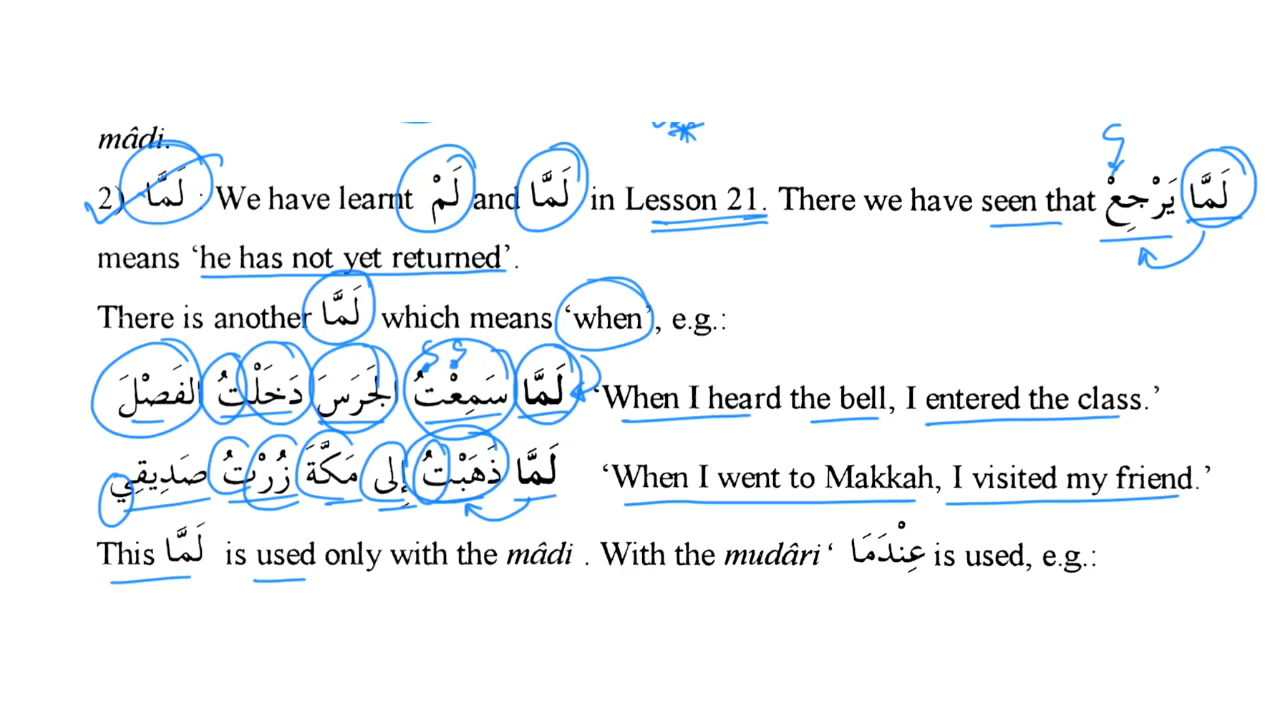 mâdi.
2) لَمَّا : We have learnt لَمْ and لَمَّا in Lesson 21. There we have seen that لَمَّا يَرْجِعْ
means ‘he has not yet returned’.
There is another لَمَّا which means ‘when’, e.g.:
لَمَّا سَمِعْتُ الجَرَسَ دَخَلْتُ الفَصْلَ ‘When I heard the bell, I entered the class.’
لَمَّا ذَهَبْتُ إِلى مَكَّةَ زُرْتُ صَدِيقِي ‘When I went to Makkah, I visited my friend.’
This لَمَّا is used only with the mâdi . With the mudâri‘ عِنْدَمَا is used, e.g.: